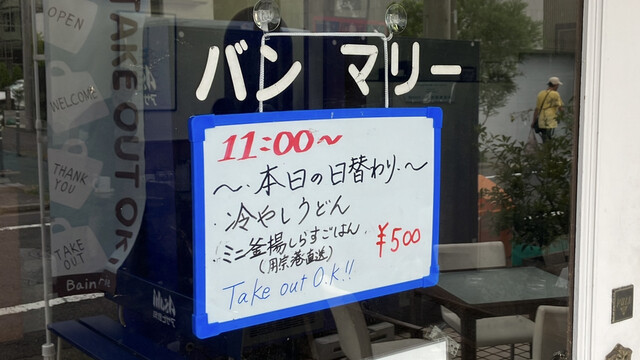 OPEN
WELCOME
THANK
YOU
TAKE
OUT
TAKE OUT OK
バン マリー
11:00〜
〜・本日の日替わり・〜
・冷やしうどん
・ミニ釜揚しらすごはん
(用宗港直送)
¥500
Take out O.K!!